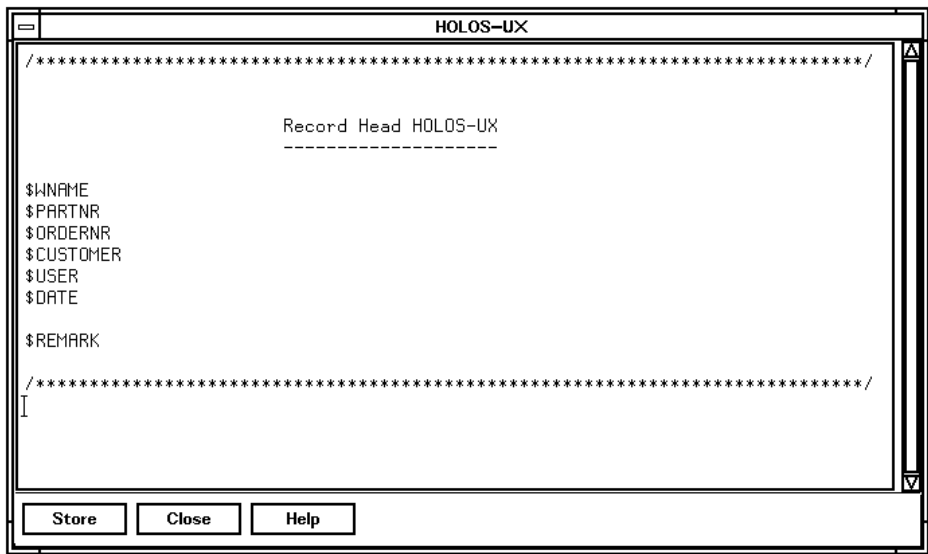 HOLOS-UX
/*****************************************************************************/
Record Head HOLOS-UX
--------------------
$WNAME
$PARTNR
$ORDERNR
$CUSTOMER
$USER
$DATE
$REMARK
/*****************************************************************************/
Store Close Help